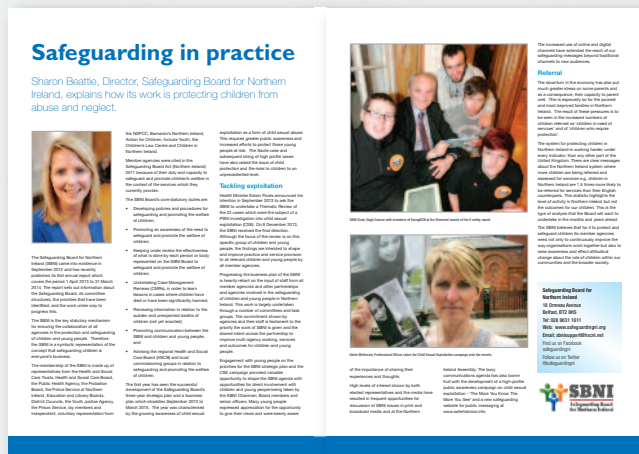 Safeguarding in practice
Sharon Beattie, Director, Safeguarding Board for Northern
Ireland, explains how its work is protecting children from
abuse and neglect.
The Safeguarding Board for Northern
Ireland (SBNI) came into existence in
September 2012 and has recently
published its first annual report which
covers the period 1 April 2013 to 31 March
2014. The report sets out information about
the Safeguarding Board, its committee
structures, the priorities that have been
identified, and the work under way to
progress this.
The SBNI is the key statutory mechanism
for ensuring the collaboration of all
agencies in the protection and safeguarding
of children and young people. Therefore
the SBNI is a symbolic representation of the
concept that safeguarding children is
everyone's business.
The membership of the SBNI is made up of
representatives from the Health and Social
Care Trusts, Health and Social Care Board,
the Public Health Agency, the Probation
Board, the Police Service of Northern
Ireland, Education and Library Boards,
District Councils, the Youth Justice Agency,
the Prison Service, lay members and
independent, voluntary representation from
the NSPCC, Barnardo's Northern Ireland,
Action for Children, Include Youth, the
Children's Law Centre and Children in
Northern Ireland.
Member agencies were cited in the
Safeguarding Board Act (Northern Ireland)
2011 because of their duty and capacity to
safeguard and promote children's welfare in
the context of the services which they
currently provide.
The SBNI Board's core statutory duties are:
• Developing policies and procedures for
safeguarding and promoting the welfare
of children;
• Promoting an awareness of the need to
safeguard and promote the welfare of
children;
• Keeping under review the effectiveness
of what is done by each person or body
represented on the SBNI Board to
safeguard and promote the welfare of
children;
• Undertaking Case Management
Reviews (CMRs), in order to learn
lessons in cases where children have
died or have been significantly harmed;
• Reviewing information in relation to the
sudden and unexpected deaths of
children (not yet enacted);
• Promoting communication between the
SBNI and children and young people;
and
• Advising the regional Health and Social
Care Board (HSCB) and local
commissioning groups in relation to
safeguarding and promoting the welfare
of children.
The first year has seen the successful
development of the Safeguarding Board's
three-year strategic plan and a business
plan which straddles September 2013 to
March 2015. The year was characterised
by the growing awareness of child sexual
exploitation as a form of child sexual abuse.
This required greater public awareness and
increased efforts to protect those young
people at risk. The Savile case and
subsequent string of high profile cases
have also raised the issue of child
protection and the risks to children to an
unprecedented level.
Tackling exploitation
Health Minister Edwin Poots announced his
intention in September 2013 to ask the
SBNI to undertake a Thematic Review of
the 22 cases which were the subject of a
PSNI investigation into child sexual
exploitation (CSE). On 6 December 2013,
the SBNI received the final direction.
Although the focus of the review is on this
specific group of children and young
people, the findings are intended to shape
and improve practice and service provision
to all relevant children and young people by
all member agencies.
Progressing the business plan of the SBNI
is heavily reliant on the input of staff from all
member agencies and other partnerships
and agencies involved in the safeguarding
of children and young people in Northern
Ireland. This work is largely undertaken
through a number of committees and task
groups. The commitment shown by
agencies and their staff is testament to the
priority the work of SBNI is given and the
shared intent across the partnership to
improve multi-agency working, services
and outcomes for children and young
people.
Engagement with young people on the
priorities for the SBNI strategic plan and the
CSE campaign provided valuable
opportunity to shape the SBNI agenda with
opportunities for direct involvement with
children and young people being taken by
the SBNI Chairman, Board members and
senior officers. Many young people
expressed appreciation for the opportunity
to give their views and were keenly aware
of the importance of sharing their
experiences and thoughts.
High levels of interest shown by both
elected representatives and the media have
resulted in frequent opportunities for
discussion of SBNI issues in print and
broadcast media and at the Northern
Ireland Assembly. The busy
communications agenda has also borne
fruit with the development of a high profile
public awareness campaign on child sexual
exploitation - 'The More You Know The
More You See' and a new safeguarding
website for public messaging at
www.safertoknow.info.
The increased use of online and digital
channels have extended the reach of our
safeguarding messages beyond traditional
channels to new audiences.
Referral
The downturn in the economy has also put
much greater stress on some parents and
as a consequence, their capacity to parent
well. This is especially so for the poorest
and most deprived families in Northern
Ireland. The result of these pressures is to
be seen in the increased numbers of
children referred as 'children in need of
services' and of 'children who require
protection'.
The system for protecting children in
Northern Ireland is working harder, under
every indicator, than any other part of the
United Kingdom. There are clear messages
about the Northern Ireland system where
more children are being referred and
assessed for services e.g. children in
Northern Ireland are 1.5 times more likely to
be referred for services than their English
counterparts. This statistic highlights the
level of activity in Northern Ireland but not
the outcomes for our children. This is the
type of analysis that the Board will want to
undertake in the months and years ahead.
The SBNI believes that for it to protect and
safeguard children its member agencies
need not only to continually improve the
way organisations work together but also to
raise awareness and effect attitudinal
change about the role of children within our
communities and the broader society.
Safeguarding Board for
Northern Ireland
18 Ormeau Avenue
Belfast, BT2 8HS
Tel: 028 9031 1611
Web: www.safeguardingni.org
Find us on Facebook
safeguardingni
Follow us on Twitter
@safeguardingni
SBNI
Safeguarding Board
for Northern Ireland